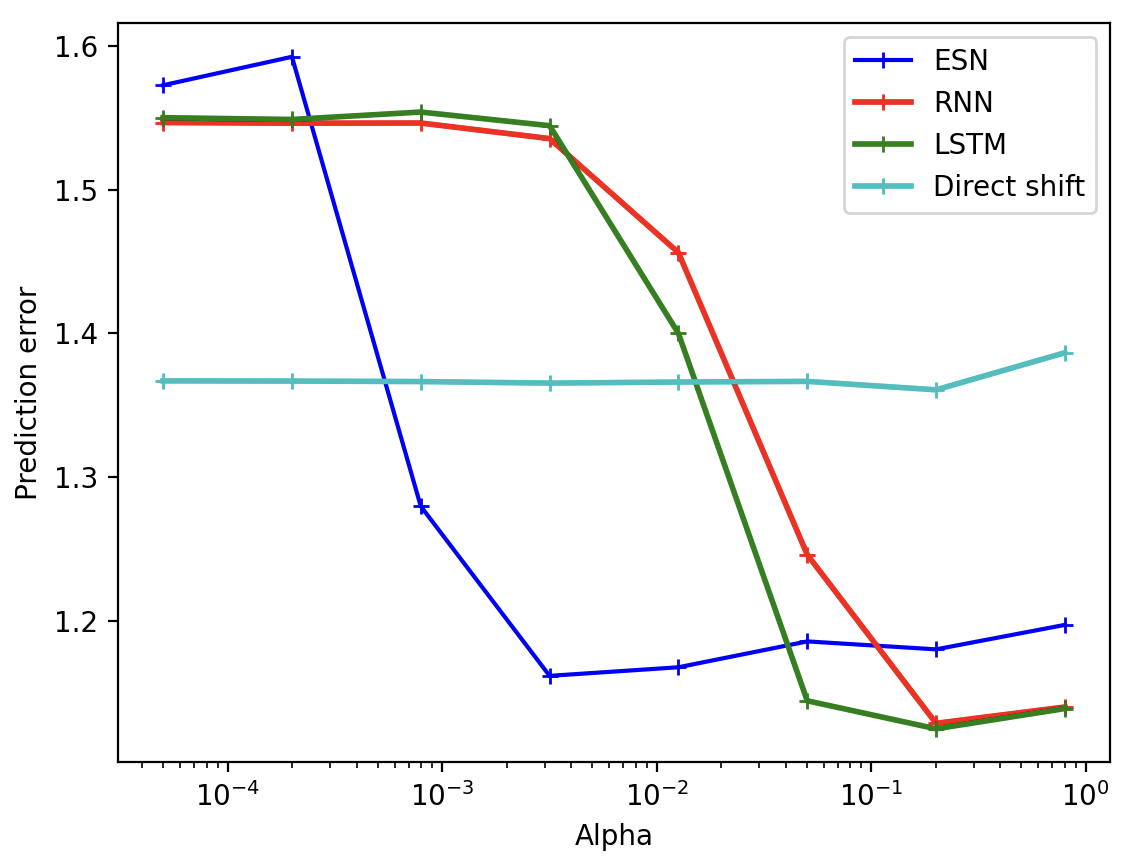 ESN
RNN
LSTM
Direct shift
Prediction error
1.6
1.5
1.4
1.3
1.2
10⁻⁴ 10⁻³ 10⁻² 10⁻¹ 10⁰
Alpha